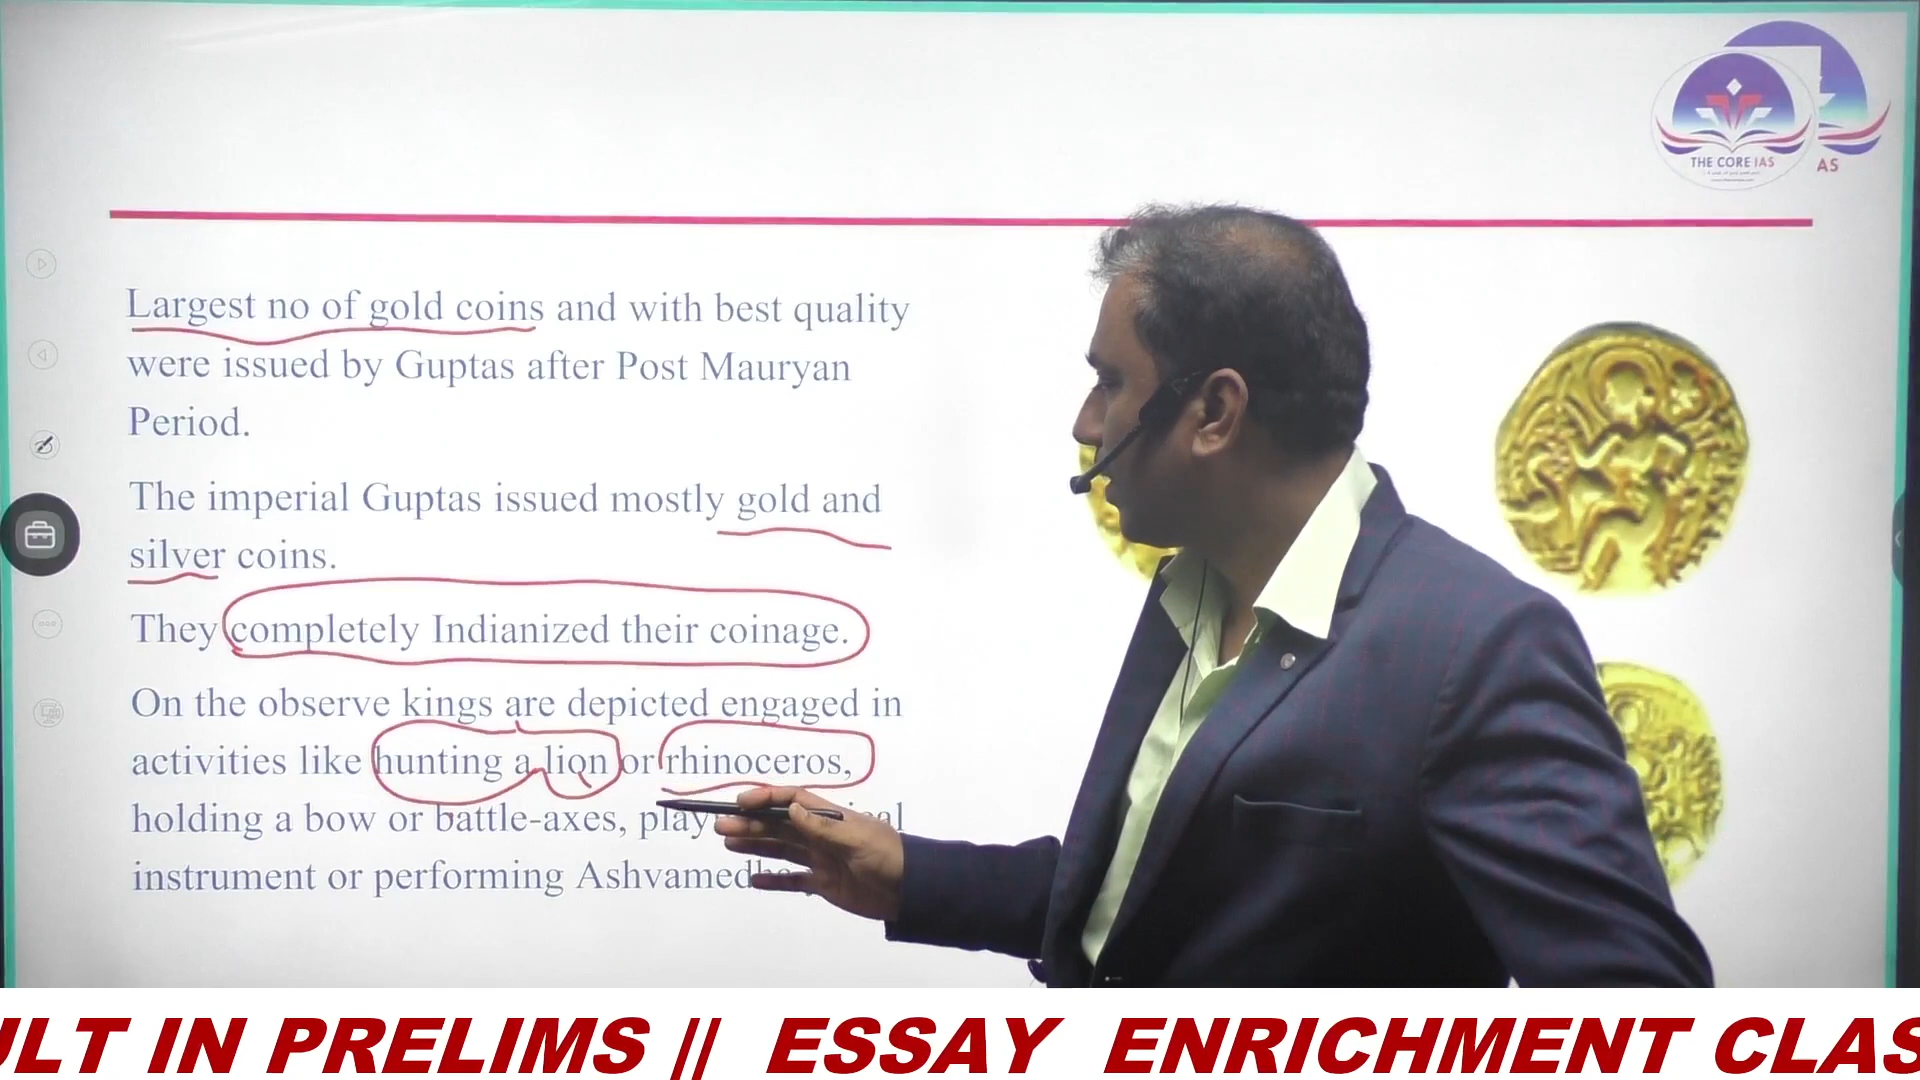 THE CORE IAS
AS
Largest no of gold coins and with best quality
were issued by Guptas after Post Mauryan
Period.
The imperial Guptas issued mostly gold and
silver coins.
They completely Indianized their coinage.
On the observe kings are depicted engaged in
activities like hunting a lion or rhinoceros,
holding a bow or battle-axes, play
instrument or performing
ULT IN PRELIMS // ESSAY ENRICHMENT CLAS